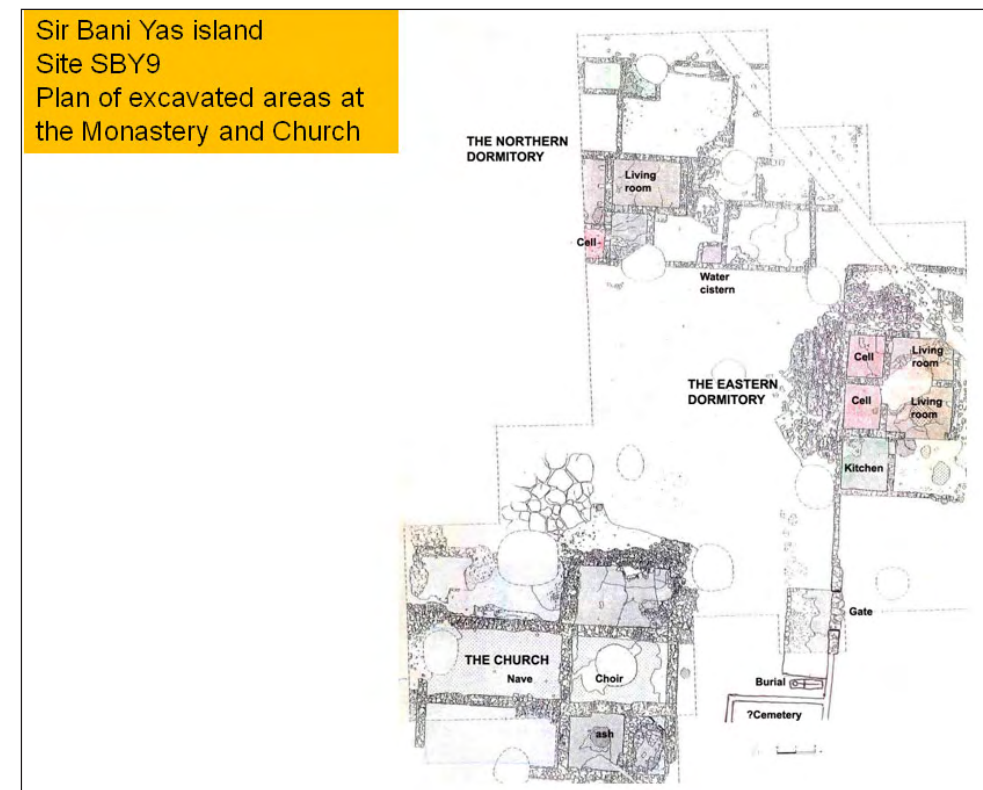 Sir Bani Yas island
Site SBY9
Plan of excavated areas at
the Monastery and Church
THE NORTHERN
DORMITORY
Living
room
Cell
Water
cistern
Cell
Living
room
THE EASTERN
DORMITORY
Cell
Living
room
Kitchen
Gate
THE CHURCH
Nave
Choir
Burial
?Cemetery
ash